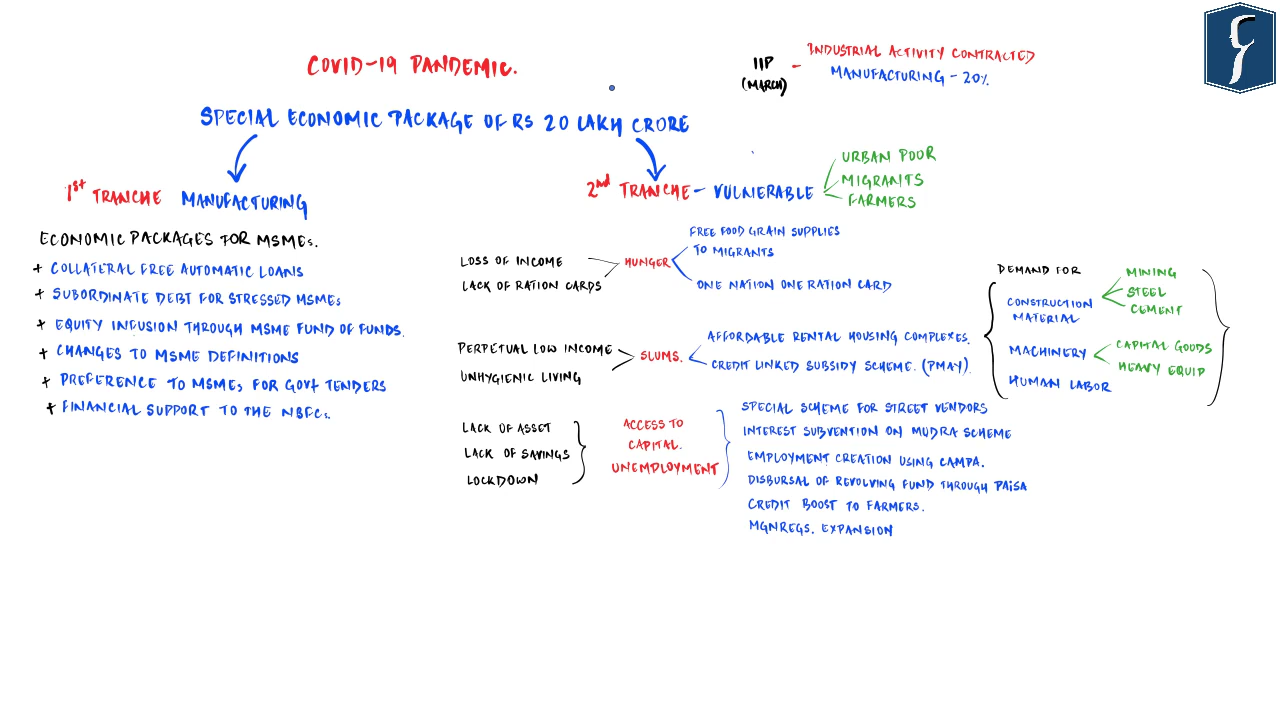 COVID-19 PANDEMIC.
IIP
(MARCH)
- INDUSTRIAL ACTIVITY CONTRACTED
MANUFACTURING - 20%
SPECIAL ECONOMIC PACKAGE OF RS 20 LAKH CRORE
1st TRANCHE MANUFACTURING
ECONOMIC PACKAGES FOR MSMEs.
+ COLLATERAL FREE AUTOMATIC LOANS
+ SUBORDINATE DEBT FOR STRESSED MSMEs
+ EQUITY INFUSION THROUGH MSME FUND OF FUNDS.
+ CHANGES TO MSME DEFINITIONS
+ PREFERENCE TO MSMEs FOR GOVT TENDERS
+ FINANCIAL SUPPORT TO THE NBFCs.
2nd TRANCHE - VULNERABLE
URBAN POOR
MIGRANTS
FARMERS
LOSS OF INCOME
LACK OF RATION CARDS
HUNGER
FREE FOOD GRAIN SUPPLIES
TO MIGRANTS
ONE NATION ONE RATION CARD
PERPETUAL LOW INCOME
UNHYGIENIC LIVING
SLUMS.
AFFORDABLE RENTAL HOUSING COMPLEXES.
CREDIT LINKED SUBSIDY SCHEME. (PMAY).
DEMAND FOR
CONSTRUCTION
MATERIAL
MINING
STEEL
CEMENT
MACHINERY
CAPITAL GOODS
HEAVY EQUIP
HUMAN LABOR
LACK OF ASSET
LACK OF SAVINGS
LOCKDOWN
ACCESS TO
CAPITAL.
UNEMPLOYMENT
SPECIAL SCHEME FOR STREET VENDORS
INTEREST SUBVENTION ON MUDRA SCHEME
EMPLOYMENT CREATION USING CAMPA.
DISBURSAL OF REVOLVING FUND THROUGH PAiSA
CREDIT BOOST TO FARMERS.
MGNREGS. EXPANSION